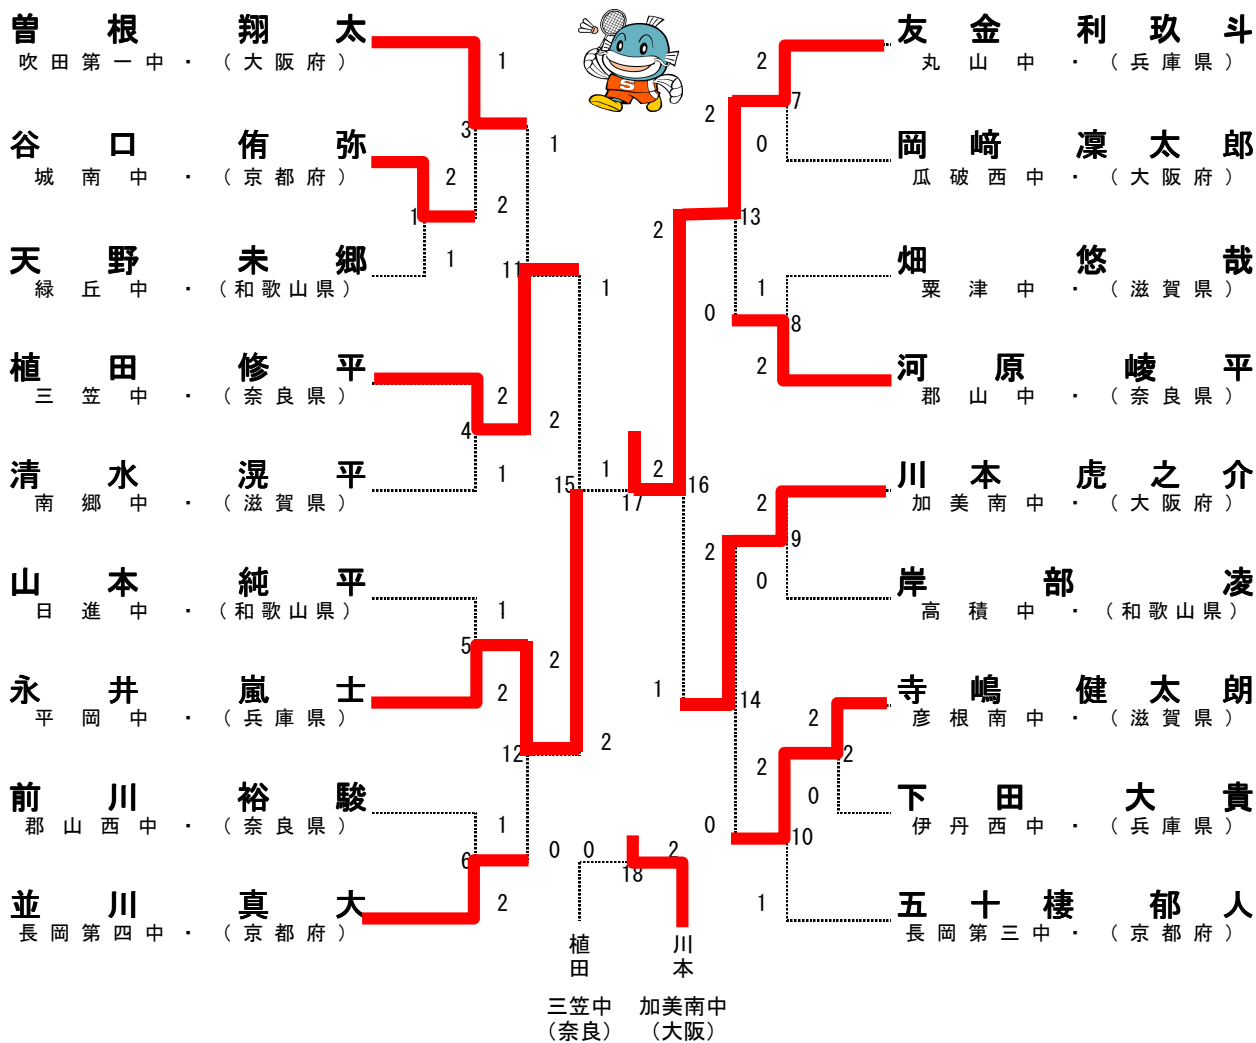 曽根翔太
吹田第一中・（大阪府）
谷口侑弥
城南中・（京都府）
天野未郷
緑丘中・（和歌山県）
植田修平
三笠中・（奈良県）
清水滉平
南郷中・（滋賀県）
山本純平
日進中・（和歌山県）
永井嵐士
平岡中・（兵庫県）
前川裕駿
郡山西中・（奈良県）
並川真大
長岡第四中・（京都府）
1
3
1
2
1
2
1
11
1
2
4
2
1
15
1
1
5
2
2
12
2
1
6
0
2
S
2
7
2
0
13
2
1
0
8
2
2
16
17
2
9
2
0
1
14
2
2
2
0
0
10
1
0
2
18
植田
三笠中
（奈良）
川本
加美南中
（大阪）
友金利玖斗
丸山中・（兵庫県）
岡﨑凜太郎
瓜破西中・（大阪府）
畑悠哉
粟津中・（滋賀県）
河原崚平
郡山中・（奈良県）
川本虎之介
加美南中・（大阪府）
岸部凌
高積中・（和歌山県）
寺嶋健太朗
彦根南中・（滋賀県）
下田大貴
伊丹西中・（兵庫県）
五十棲郁人
長岡第三中・（京都府）